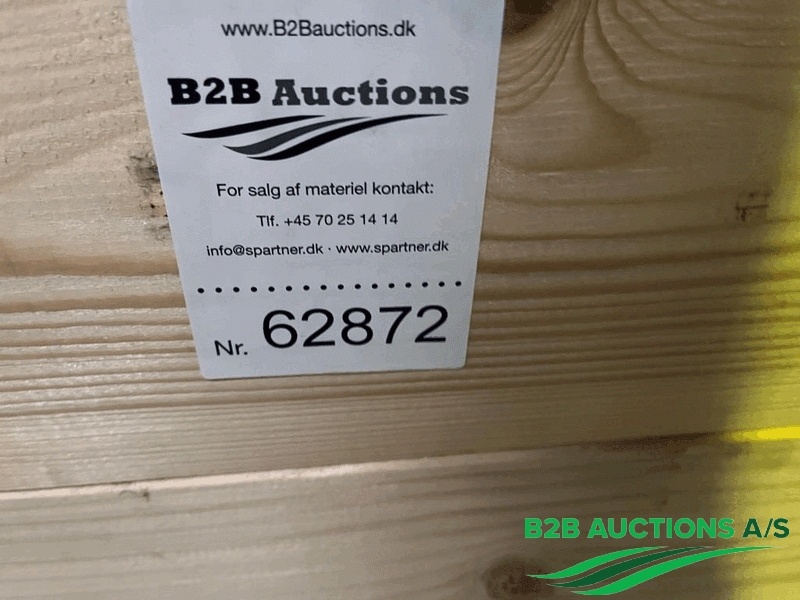 www.B2Bauctions.dk
B2B Auctions
For salg af materiel kontakt:
Tlf. +45 70 25 14 14
info@spartner.dk · www.spartner.dk
Nr. 62872
B2B AUCTIONS A/S